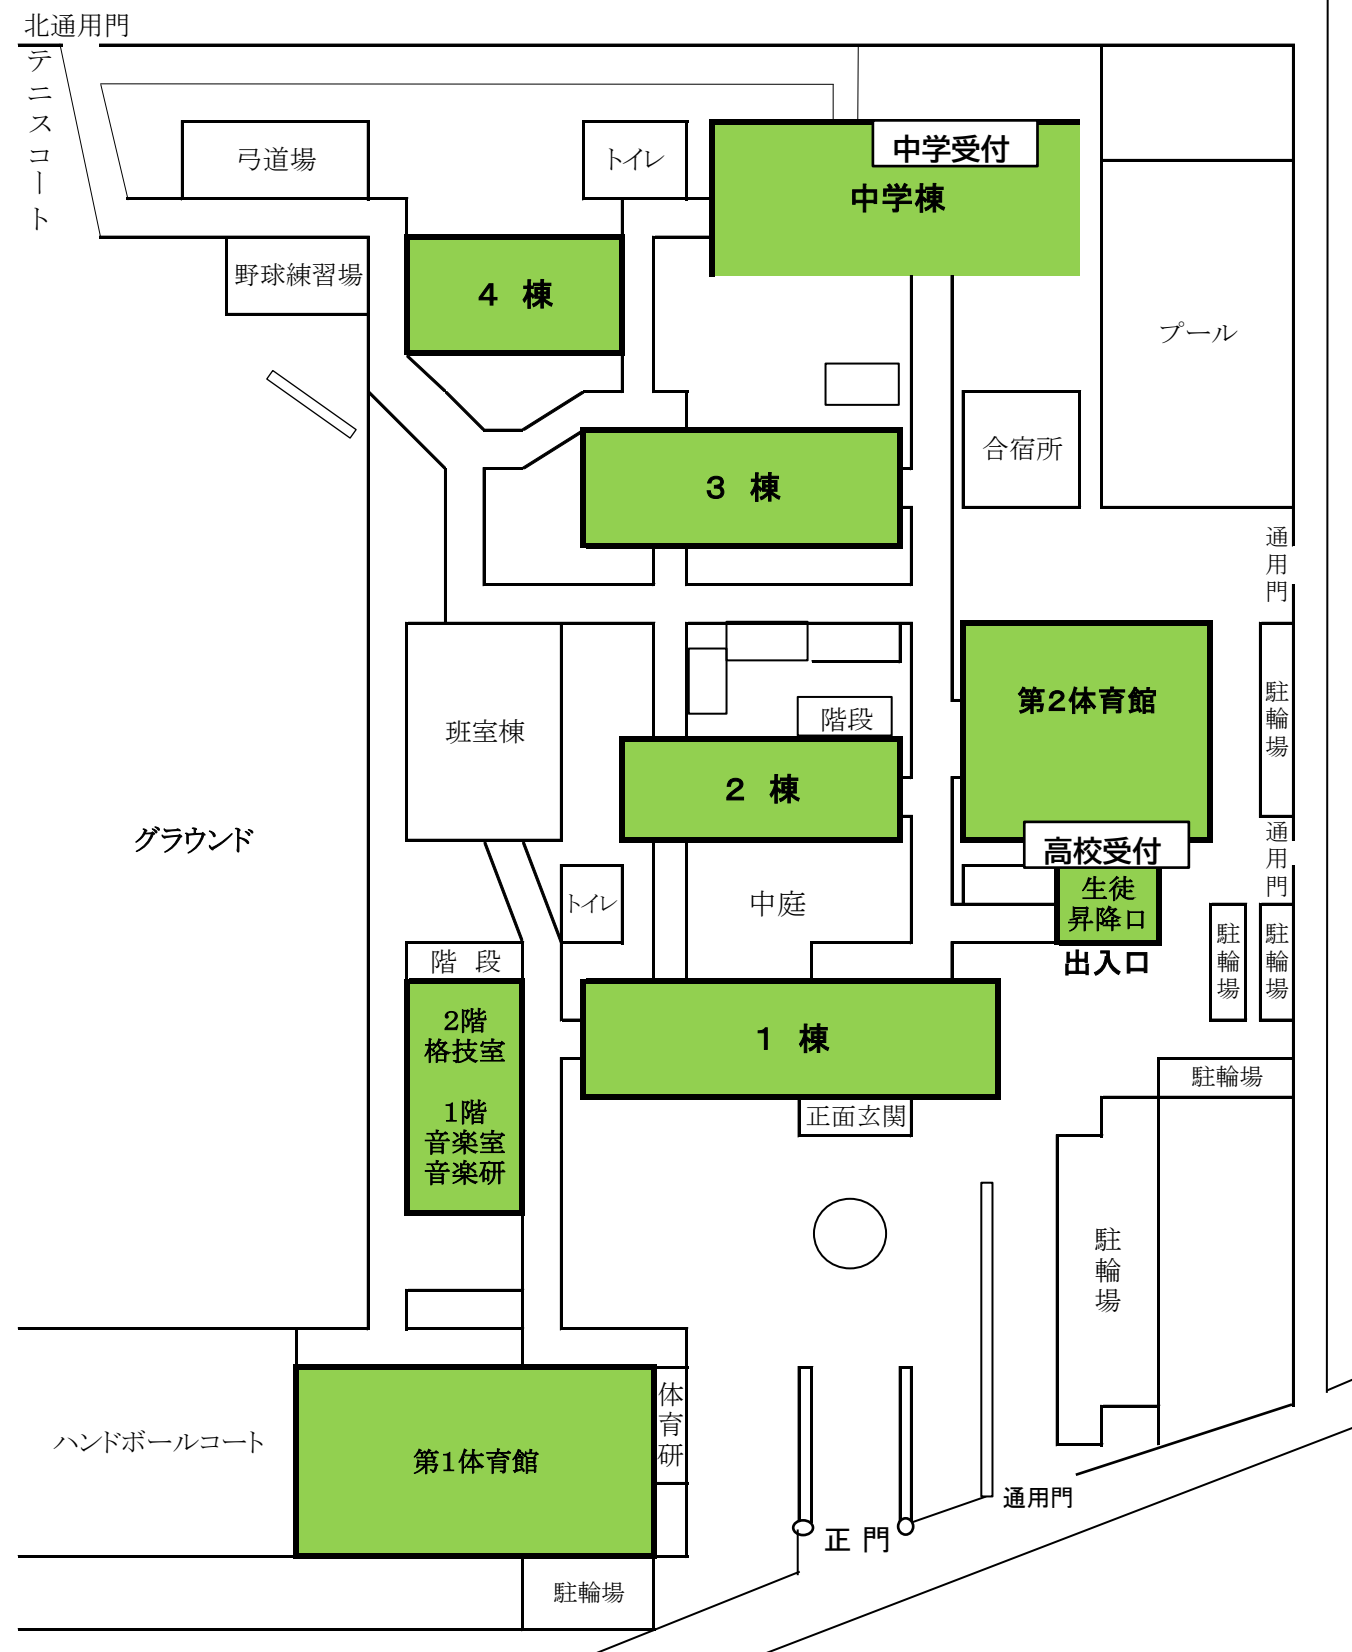 北通用門
テニスコート
弓道場
トイレ
中学受付
中学棟
野球練習場
４　棟
プール
３　棟
合宿所
通用門
第２体育館
駐輪場
班室棟
階段
２　棟
グラウンド
高校受付
通用門
生徒
昇降口
出入口
トイレ
中庭
駐輪場
駐輪場
階　段
2階
格技室
1階
音楽室
音楽研
１　棟
駐輪場
正面玄関
駐輪場
ハンドボールコート
第1体育館
体育研
通用門
正 門
駐輪場